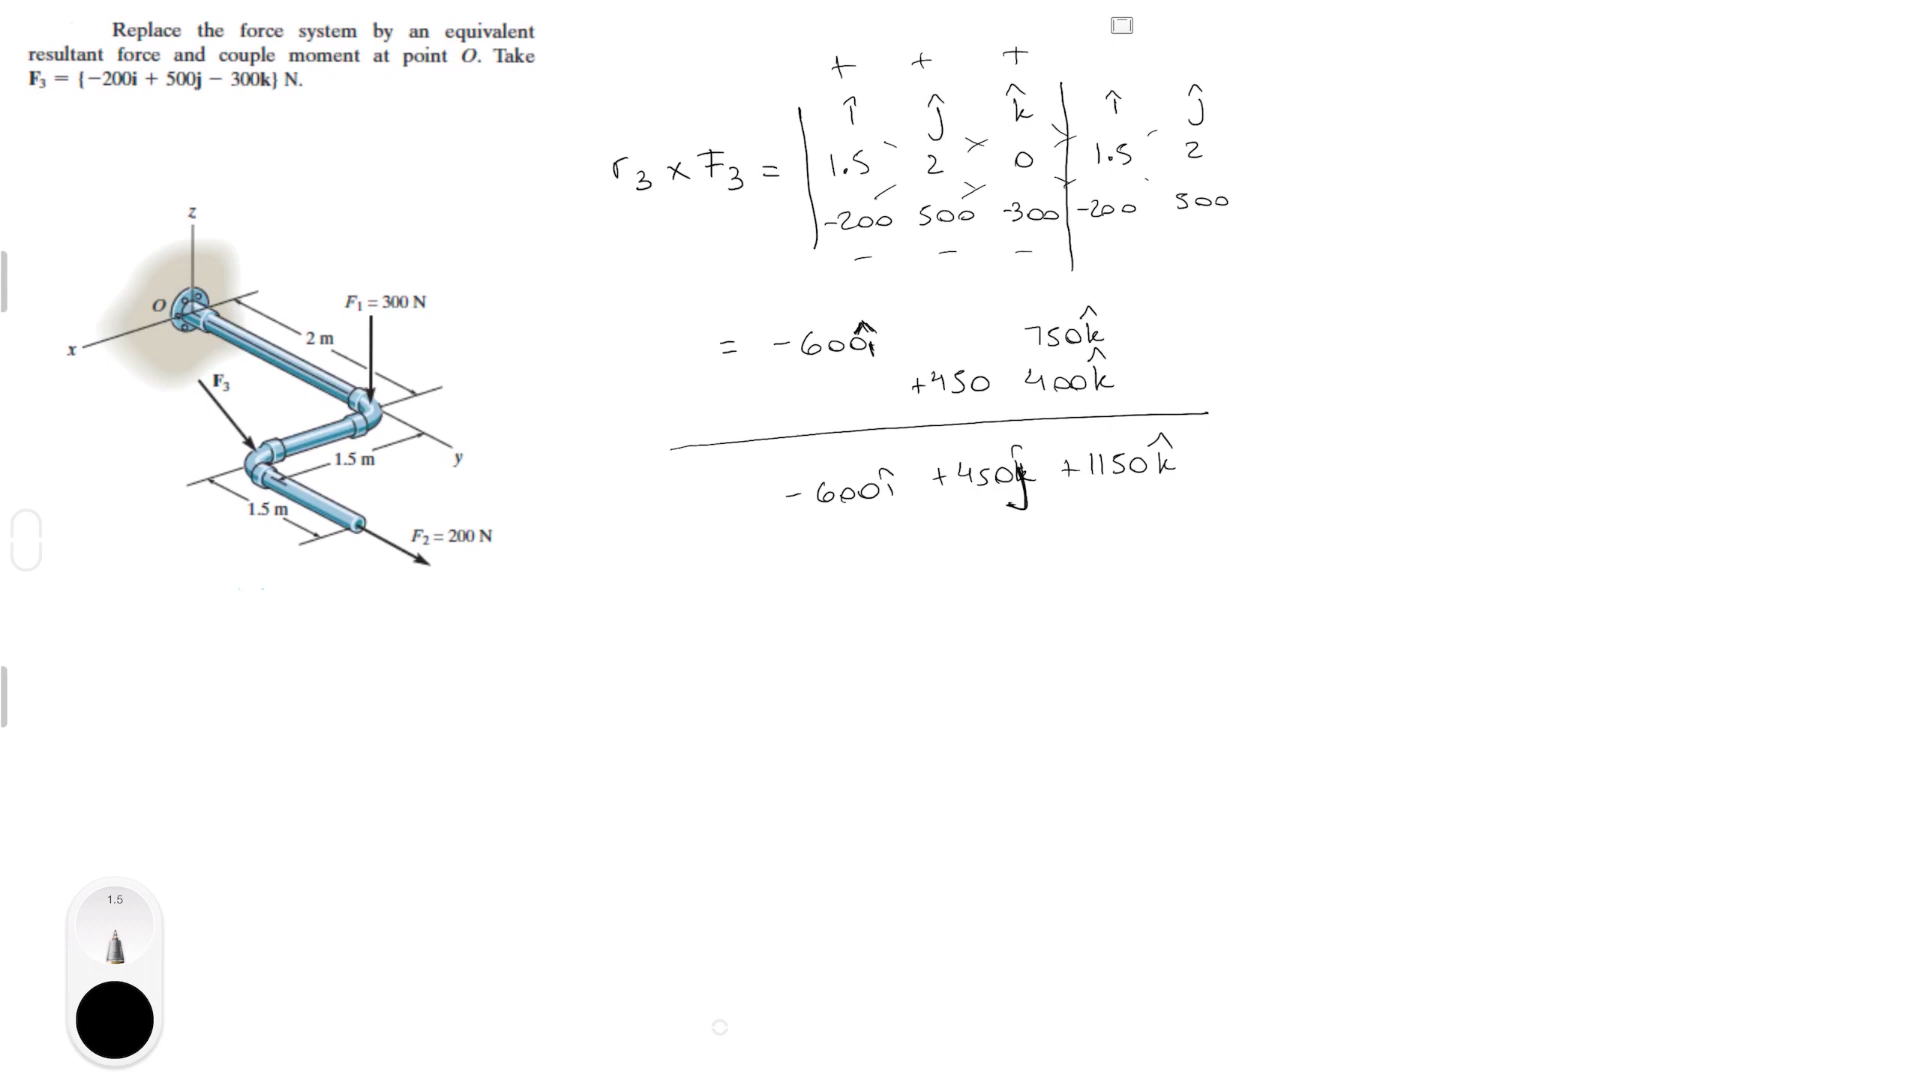 Replace the force system by an equivalent
resultant force and couple moment at point O. Take
F₃ = {−200i + 500j − 300k} N.
+ + +
î ĵ k̂ î ĵ
r₃ × F₃ = 1.5 2 0 1.5 2
-200 500 -300 -200 500
- - -
= -600î 750k̂
+450 400k̂
-600î +450ĵ +1150k̂
z
O
F₁ = 300 N
2 m
x
F₃
1.5 m
y
1.5 m
F₂ = 200 N
1.5